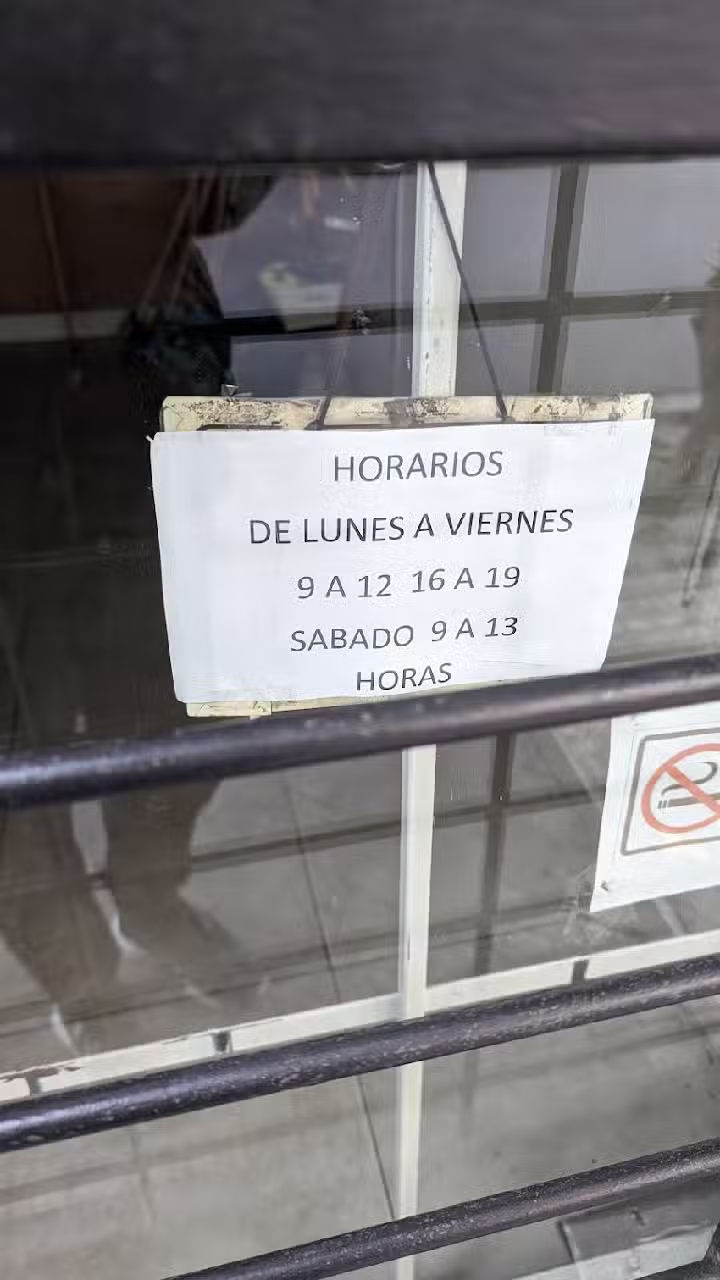 HORARIOS
DE LUNES A VIERNES
9 A 12 16 A 19
SABADO 9 A 13
HORAS